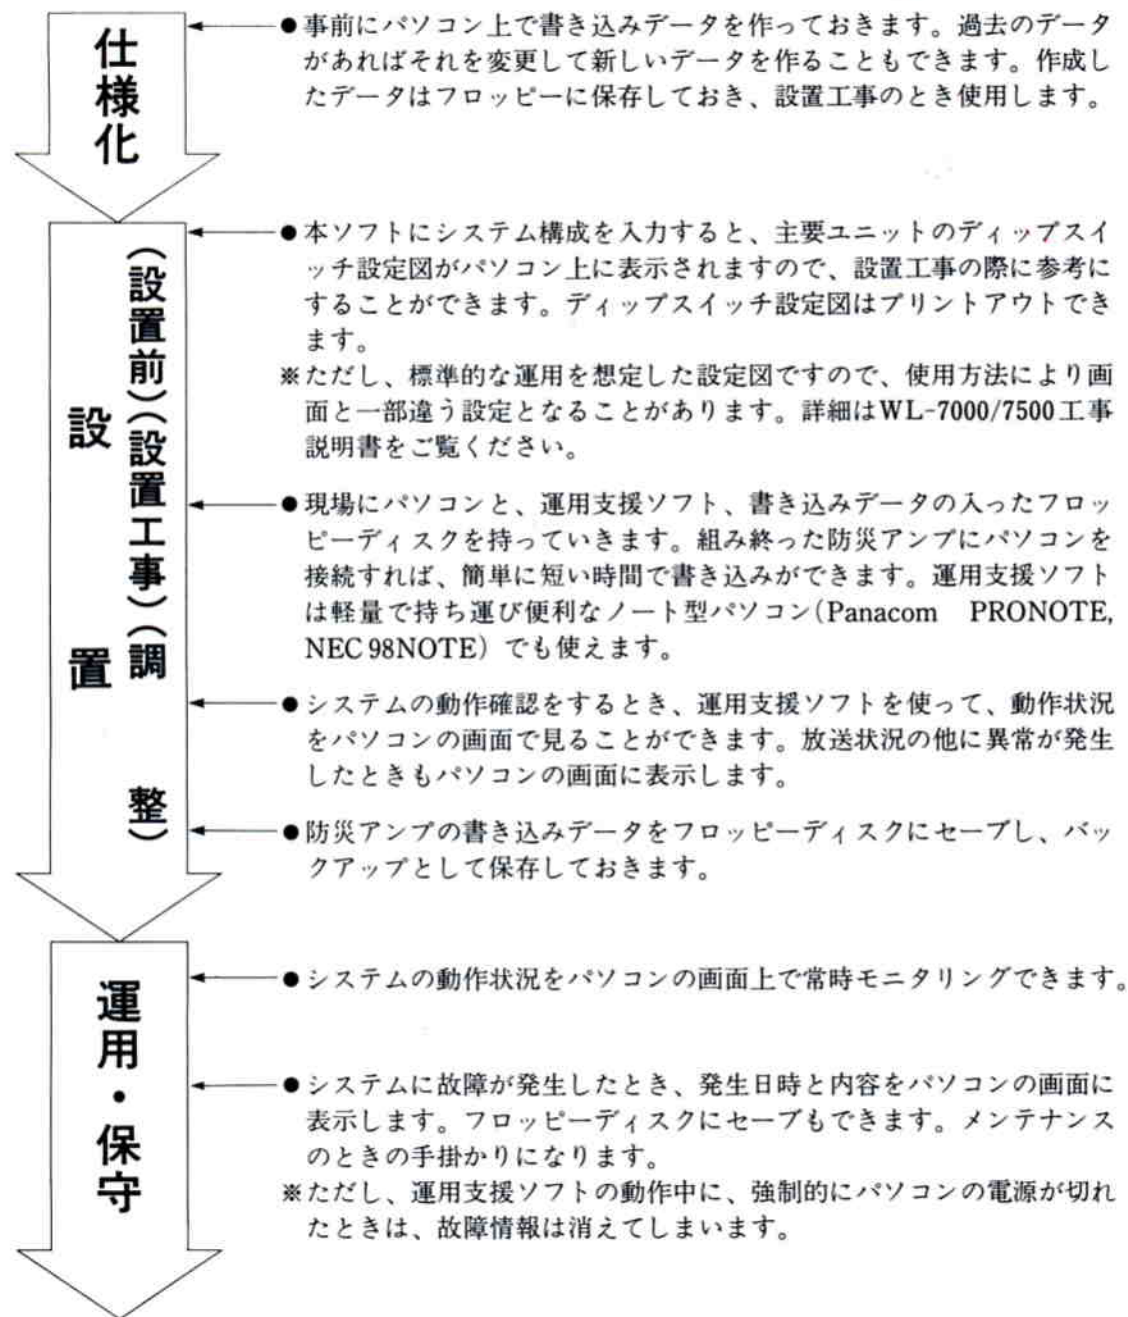 仕様化
●事前にパソコン上で書き込みデータを作っておきます。過去のデータ
があればそれを変更して新しいデータを作ることもできます。作成し
たデータはフロッピーに保存しておき、設置工事のとき使用します。
設置
(設置前)(設置工事)(調整)
●本ソフトにシステム構成を入力すると、主要ユニットのディップスイ
ッチ設定図がパソコン上に表示されますので、設置工事の際に参考に
することができます。ディップスイッチ設定図はプリントアウトでき
ます。
※ただし、標準的な運用を想定した設定図ですので、使用方法により画
面と一部違う設定となることがあります。詳細はWL-7000/7500工事
説明書をご覧ください。
●現場にパソコンと、運用支援ソフト、書き込みデータの入ったフロッ
ピーディスクを持っていきます。組み終った防災アンプにパソコンを
接続すれば、簡単に短い時間で書き込みができます。運用支援ソフト
は軽量で持ち運び便利なノート型パソコン(Panacom PRONOTE,
NEC 98NOTE)でも使えます。
●システムの動作確認をするとき、運用支援ソフトを使って、動作状況
をパソコンの画面で見ることができます。放送状況の他に異常が発生
したときもパソコンの画面に表示します。
●防災アンプの書き込みデータをフロッピーディスクにセーブし、バッ
クアップとして保存しておきます。
運用・保守
●システムの動作状況をパソコンの画面上で常時モニタリングできます。
●システムに故障が発生したとき、発生日時と内容をパソコンの画面に
表示します。フロッピーディスクにセーブもできます。メンテナンス
のときの手掛かりになります。
※ただし、運用支援ソフトの動作中に、強制的にパソコンの電源が切れ
たときは、故障情報は消えてしまいます。